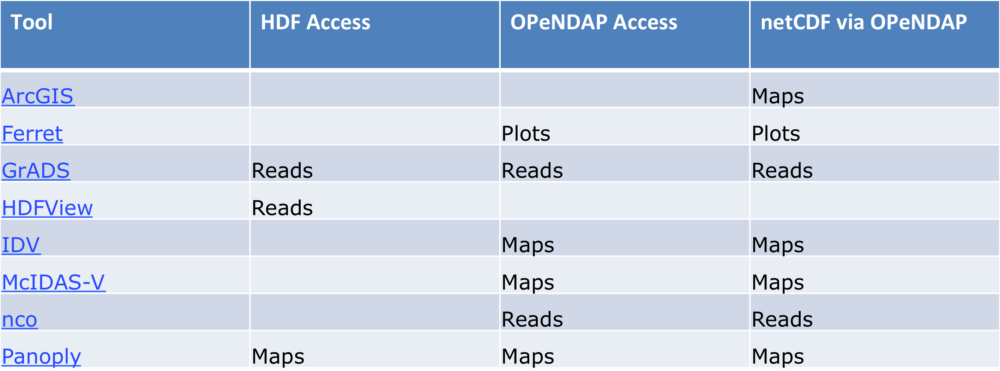 Tool HDF Access OPeNDAP Access netCDF via OPeNDAP
ArcGIS Maps
Ferret Plots Plots
GrADS Reads Reads Reads
HDFView Reads
IDV Maps Maps
McIDAS-V Maps Maps
nco Reads Reads
Panoply Maps Maps Maps